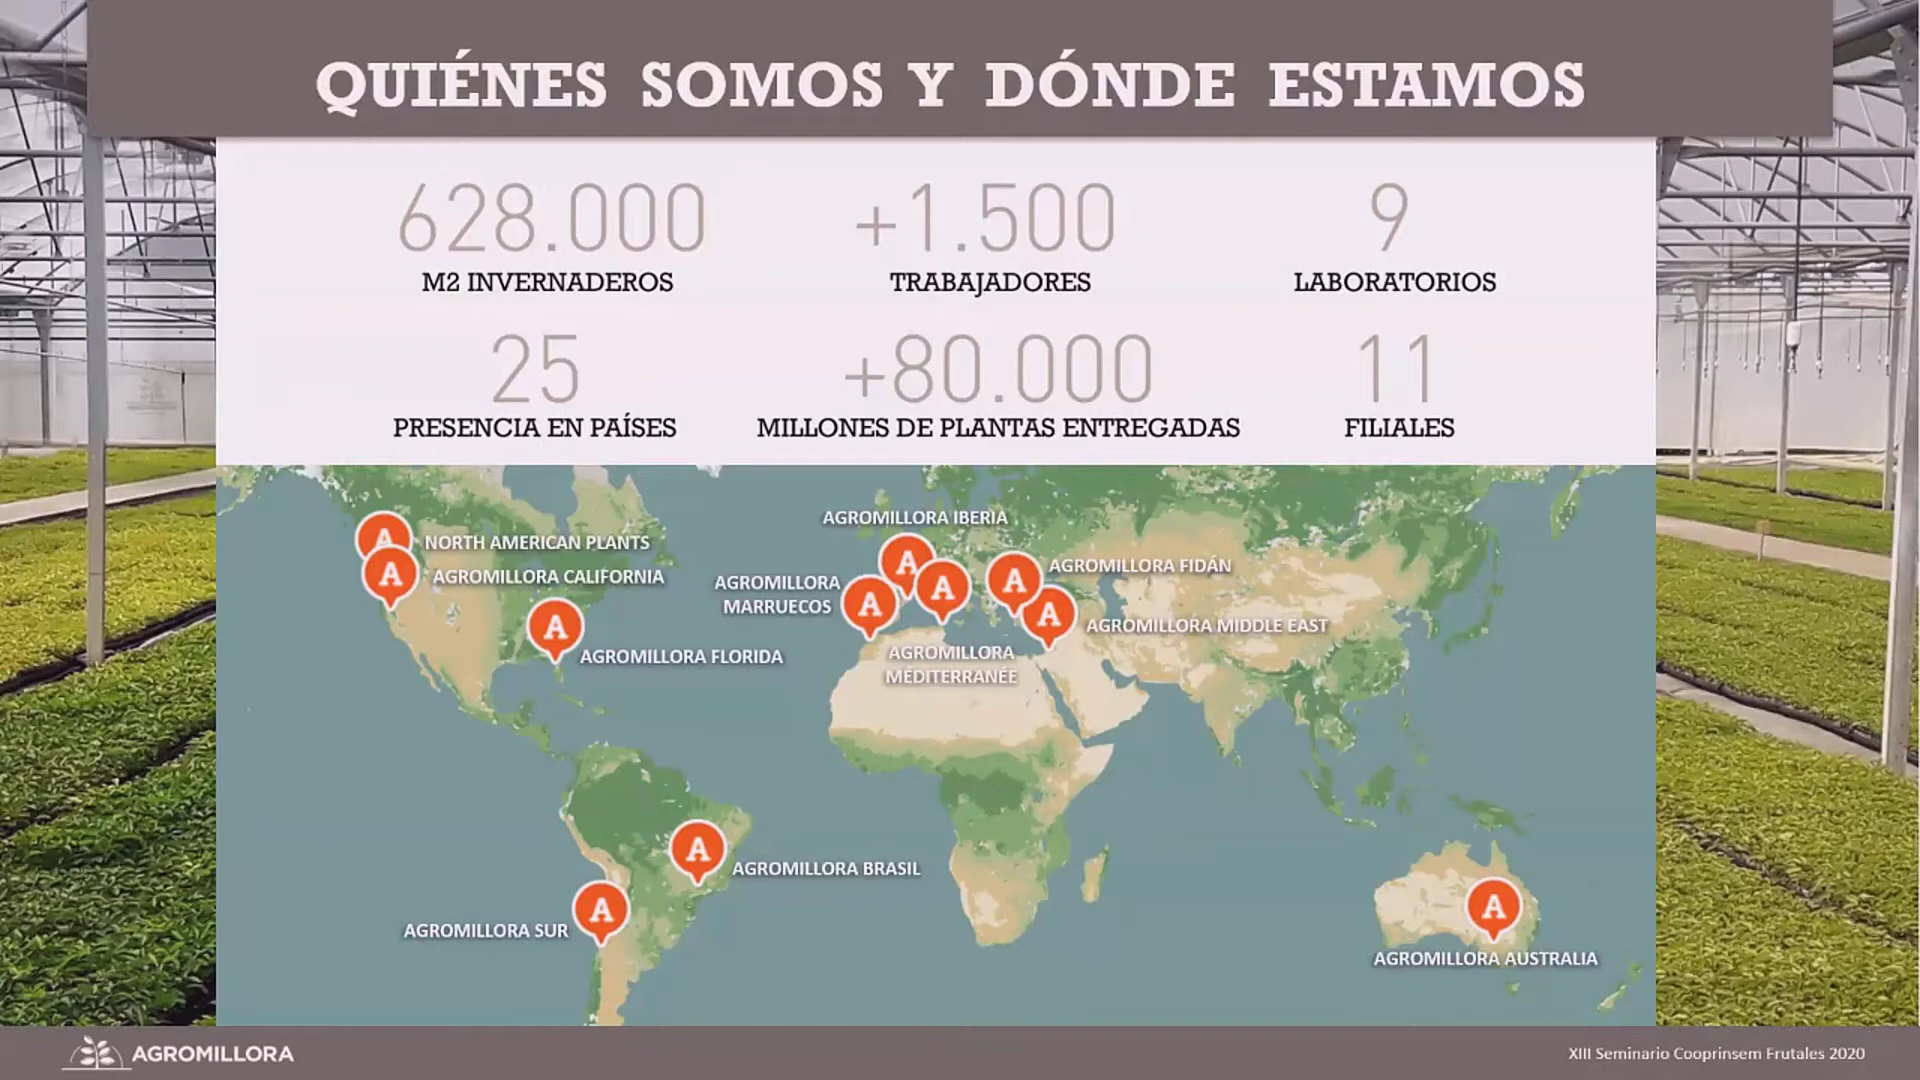 QUIÉNES SOMOS Y DÓNDE ESTAMOS
628.000
M2 INVERNADEROS
+1.500
TRABAJADORES
9
LABORATORIOS
25
PRESENCIA EN PAÍSES
+80.000
MILLONES DE PLANTAS ENTREGADAS
11
FILIALES
A NORTH AMERICAN PLANTS
A AGROMILLORA CALIFORNIA
A
AGROMILLORA FLORIDA
AGROMILLORA IBERIA
A
AGROMILLORA
MARRUECOS
A
A
AGROMILLORA
MÉDITERRANÉE
A
AGROMILLORA FIDÁN
A
AGROMILLORA MIDDLE EAST
A
AGROMILLORA BRASIL
A
AGROMILLORA SUR
A
AGROMILLORA AUSTRALIA
AGROMILLORA
XIII Seminario Cooprinsem Frutales 2020